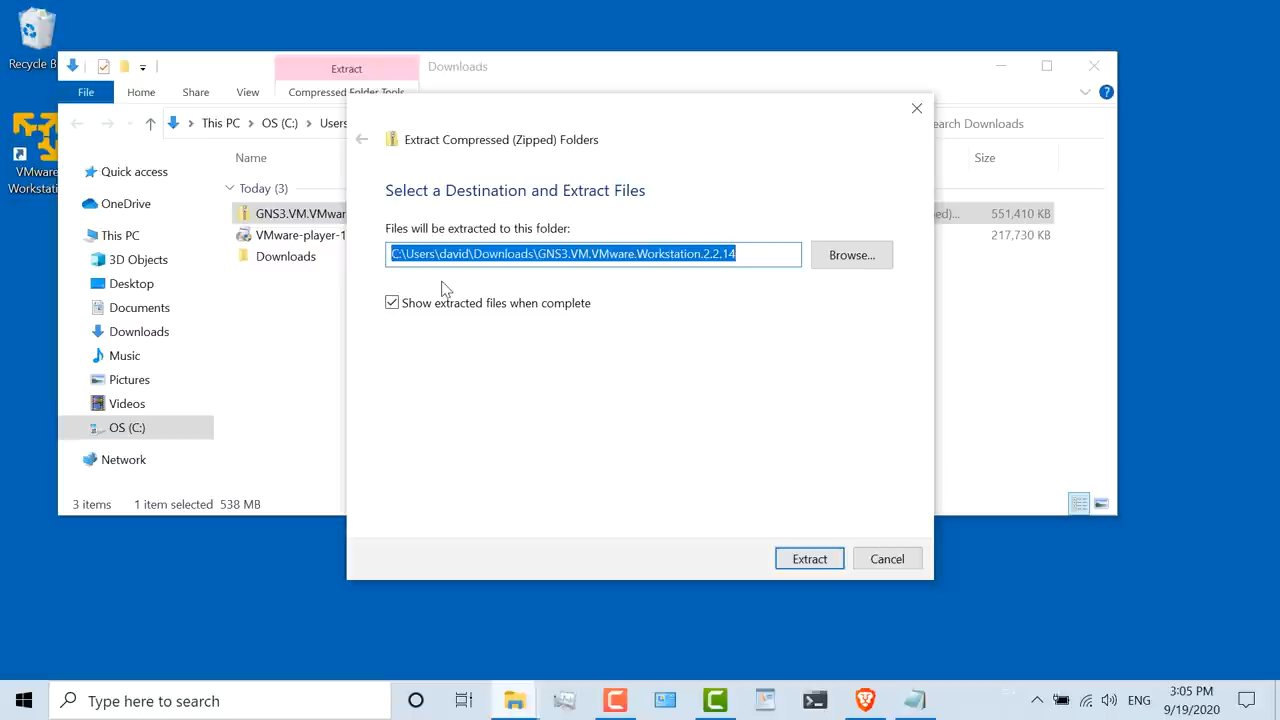 Recycle B
VMware
Workstation
Extract
Downloads
File
Home
Share
View
Compressed Folder Tools
This PC
OS (C:)
Users
Search Downloads
Name
Size
Quick access
OneDrive
This PC
3D Objects
Desktop
Documents
Downloads
Music
Pictures
Videos
OS (C:)
Network
Today (3)
GNS3.VM.VMwar
551,410 KB
VMware-player-1
217,730 KB
Downloads
3 items
1 item selected 538 MB
Extract Compressed (Zipped) Folders
Select a Destination and Extract Files
Files will be extracted to this folder:
C:\Users\david\Downloads\GNS3.VM.VMware.Workstation.2.2.14
Browse...
Show extracted files when complete
Extract
Cancel
Type here to search
ENG
3:05 PM
9/19/2020